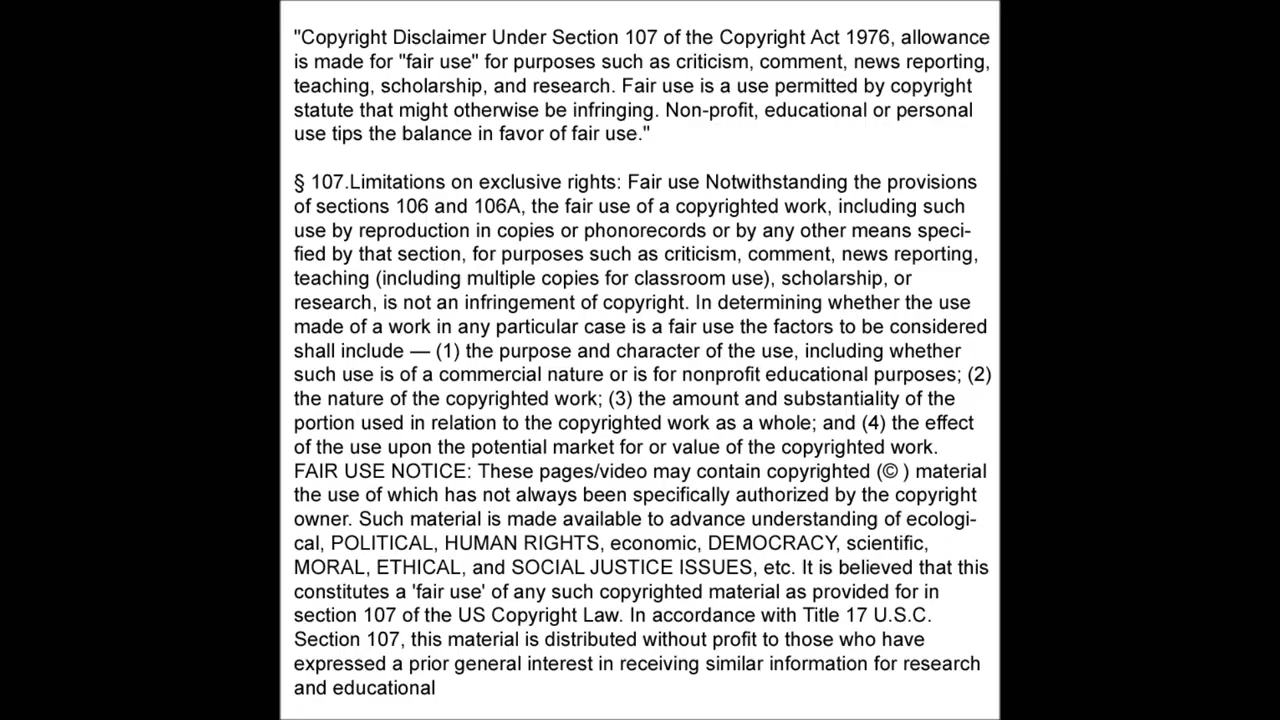 "Copyright Disclaimer Under Section 107 of the Copyright Act 1976, allowance
is made for "fair use" for purposes such as criticism, comment, news reporting,
teaching, scholarship, and research. Fair use is a use permitted by copyright
statute that might otherwise be infringing. Non-profit, educational or personal
use tips the balance in favor of fair use."
§ 107.Limitations on exclusive rights: Fair use Notwithstanding the provisions
of sections 106 and 106A, the fair use of a copyrighted work, including such
use by reproduction in copies or phonorecords or by any other means speci-
fied by that section, for purposes such as criticism, comment, news reporting,
teaching (including multiple copies for classroom use), scholarship, or
research, is not an infringement of copyright. In determining whether the use
made of a work in any particular case is a fair use the factors to be considered
shall include — (1) the purpose and character of the use, including whether
such use is of a commercial nature or is for nonprofit educational purposes; (2)
the nature of the copyrighted work; (3) the amount and substantiality of the
portion used in relation to the copyrighted work as a whole; and (4) the effect
of the use upon the potential market for or value of the copyrighted work.
FAIR USE NOTICE: These pages/video may contain copyrighted (© ) material
the use of which has not always been specifically authorized by the copyright
owner. Such material is made available to advance understanding of ecologi-
cal, POLITICAL, HUMAN RIGHTS, economic, DEMOCRACY, scientific,
MORAL, ETHICAL, and SOCIAL JUSTICE ISSUES, etc. It is believed that this
constitutes a 'fair use' of any such copyrighted material as provided for in
section 107 of the US Copyright Law. In accordance with Title 17 U.S.C.
Section 107, this material is distributed without profit to those who have
expressed a prior general interest in receiving similar information for research
and educational